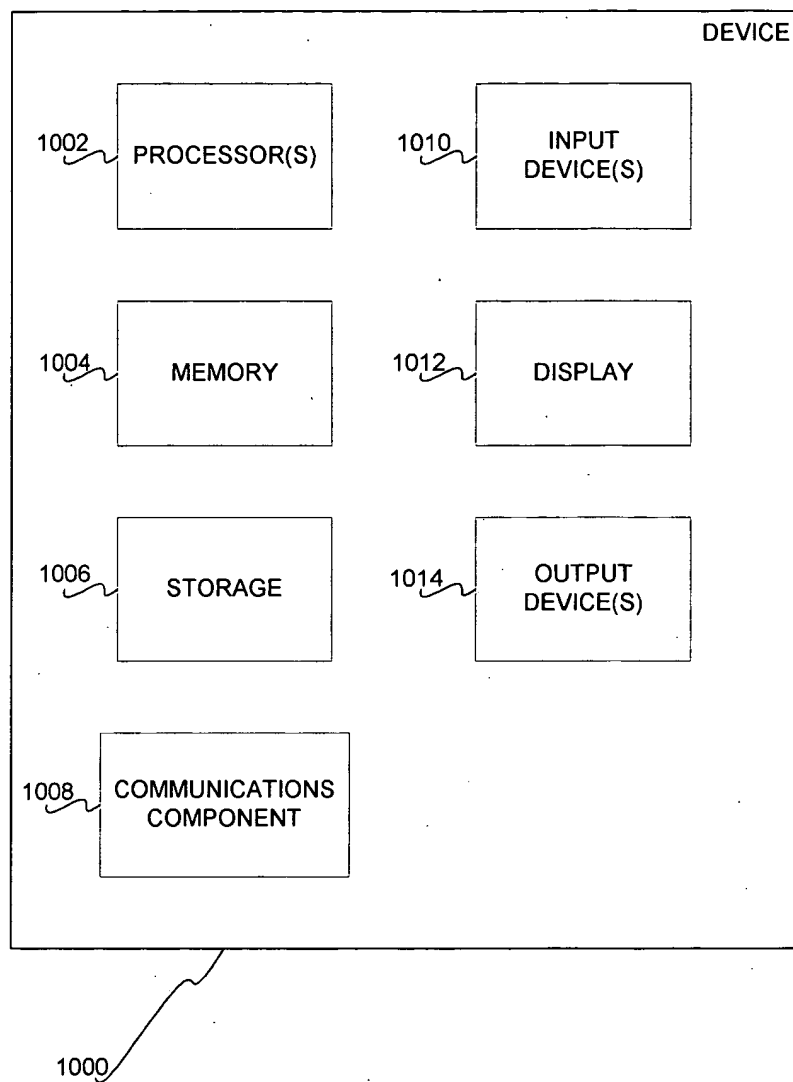 DEVICE
1002
PROCESSOR(S)
1010
INPUT
DEVICE(S)
1004
MEMORY
1012
DISPLAY
1006
STORAGE
1014
OUTPUT
DEVICE(S)
1008
COMMUNICATIONS
COMPONENT
1000